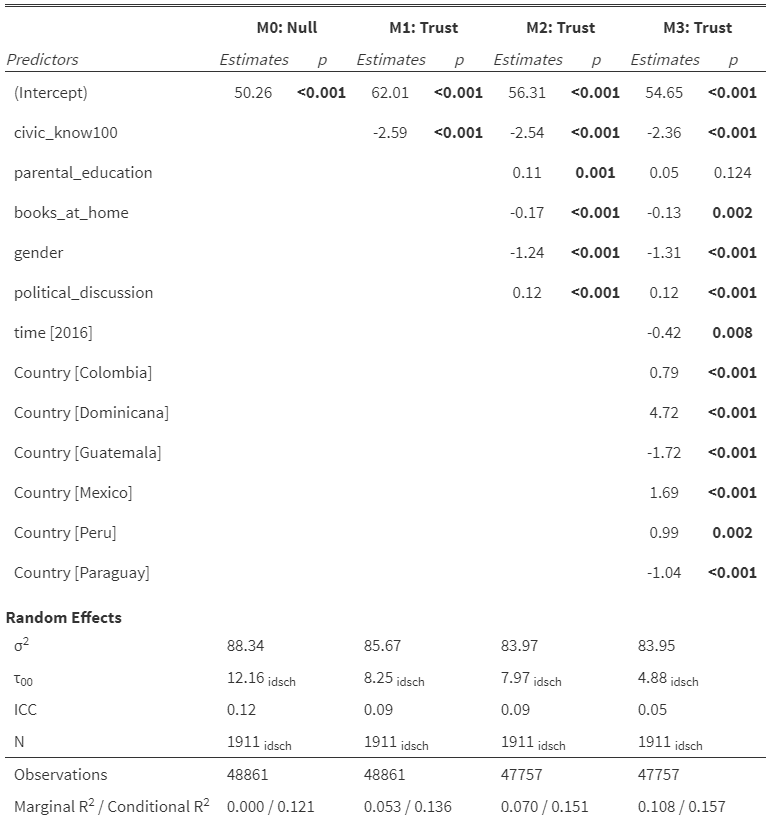 M0: Null M1: Trust M2: Trust M3: Trust
Predictors Estimates p Estimates p Estimates p Estimates p
(Intercept) 50.26 <0.001 62.01 <0.001 56.31 <0.001 54.65 <0.001
civic_know100 -2.59 <0.001 -2.54 <0.001 -2.36 <0.001
parental_education 0.11 0.001 0.05 0.124
books_at_home -0.17 <0.001 -0.13 0.002
gender -1.24 <0.001 -1.31 <0.001
political_discussion 0.12 <0.001 0.12 <0.001
time [2016] -0.42 0.008
Country [Colombia] 0.79 <0.001
Country [Dominicana] 4.72 <0.001
Country [Guatemala] -1.72 <0.001
Country [Mexico] 1.69 <0.001
Country [Peru] 0.99 0.002
Country [Paraguay] -1.04 <0.001
Random Effects
σ² 88.34 85.67 83.97 83.95
τ₀₀ 12.16 idsch 8.25 idsch 7.97 idsch 4.88 idsch
ICC 0.12 0.09 0.09 0.05
N 1911 idsch 1911 idsch 1911 idsch 1911 idsch
Observations 48861 48861 47757 47757
Marginal R² / Conditional R² 0.000 / 0.121 0.053 / 0.136 0.070 / 0.151 0.108 / 0.157